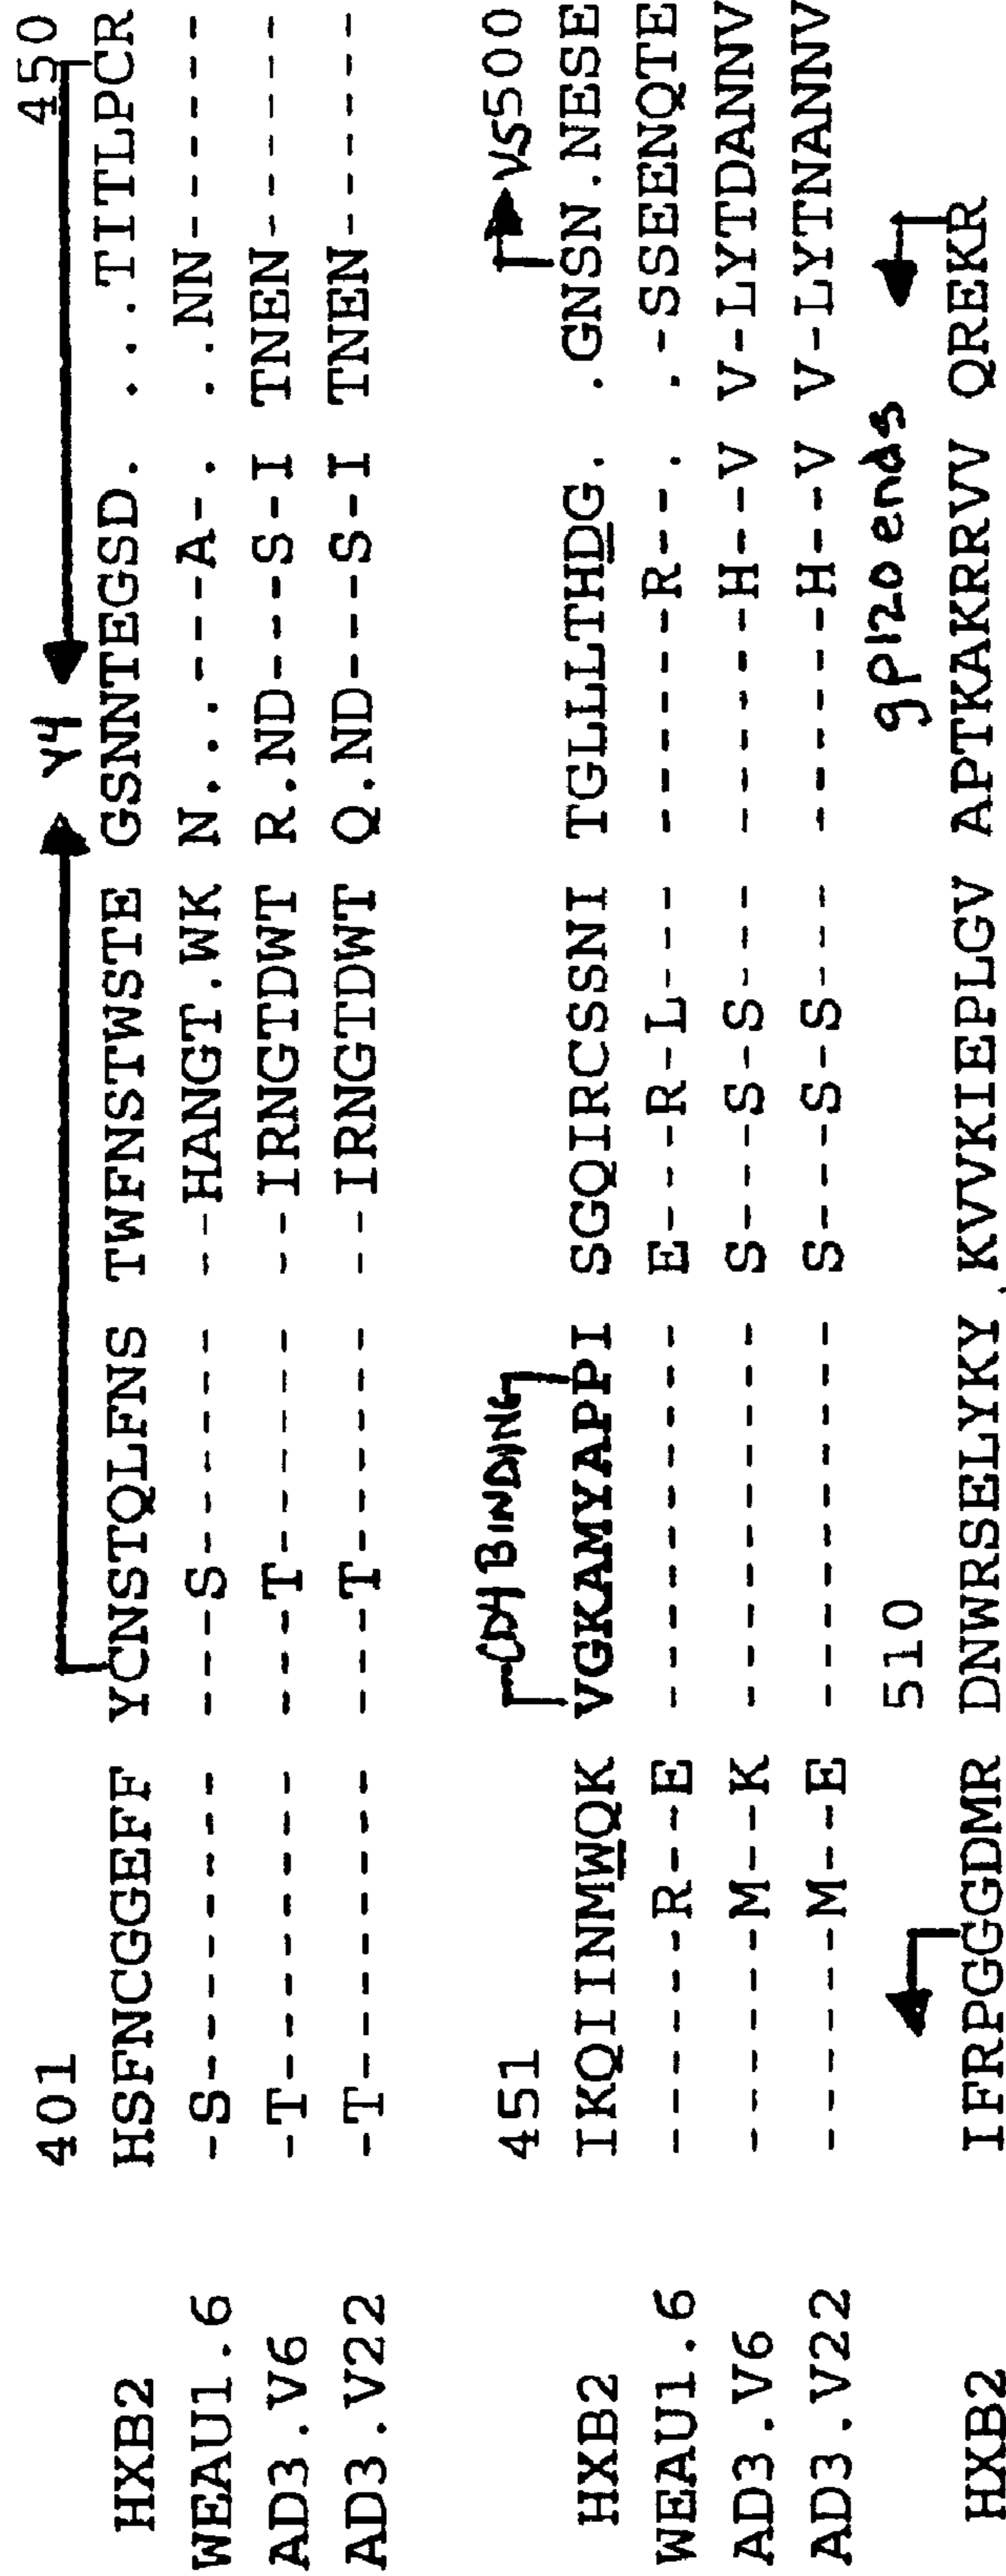 401 V4 450
HXB2 HSFNCGGEFF YCNSTQLFNS TWFNSTWSTE GSNNTEGSD. ...TITLPCR
WEAU1.6 -S-------- ----S----- --HANGT.WK N..----A-. ..NN------
AD3.V6 -T-------- ----T----- --IRNGTDWT R.ND---S-I TNEN------
AD3.V22 -T-------- ----T----- --IRNGTDWT Q.ND---S-I TNEN------
451 CD4 BINDING V5 500
HXB2 IKQIINMWQK VGKAMYAPPI SGQIRCSSNI TGLLLTHDG. .GNSN.NESE
WEAU1.6 ------R--E ---------- E---R-L--- ------R--. .-SSEENQTE
AD3.V6 ------M--K ---------- S---S-S--- ------H--V V-LYTDANNV
AD3.V22 ------M--E ---------- S---S-S--- ------H--V V-LYTNANNV
510 gp120 ends
HXB2 IFRPGGGDMR DNWRSELYKY KVVKIEPLGV APTKAKRRVV QREKR